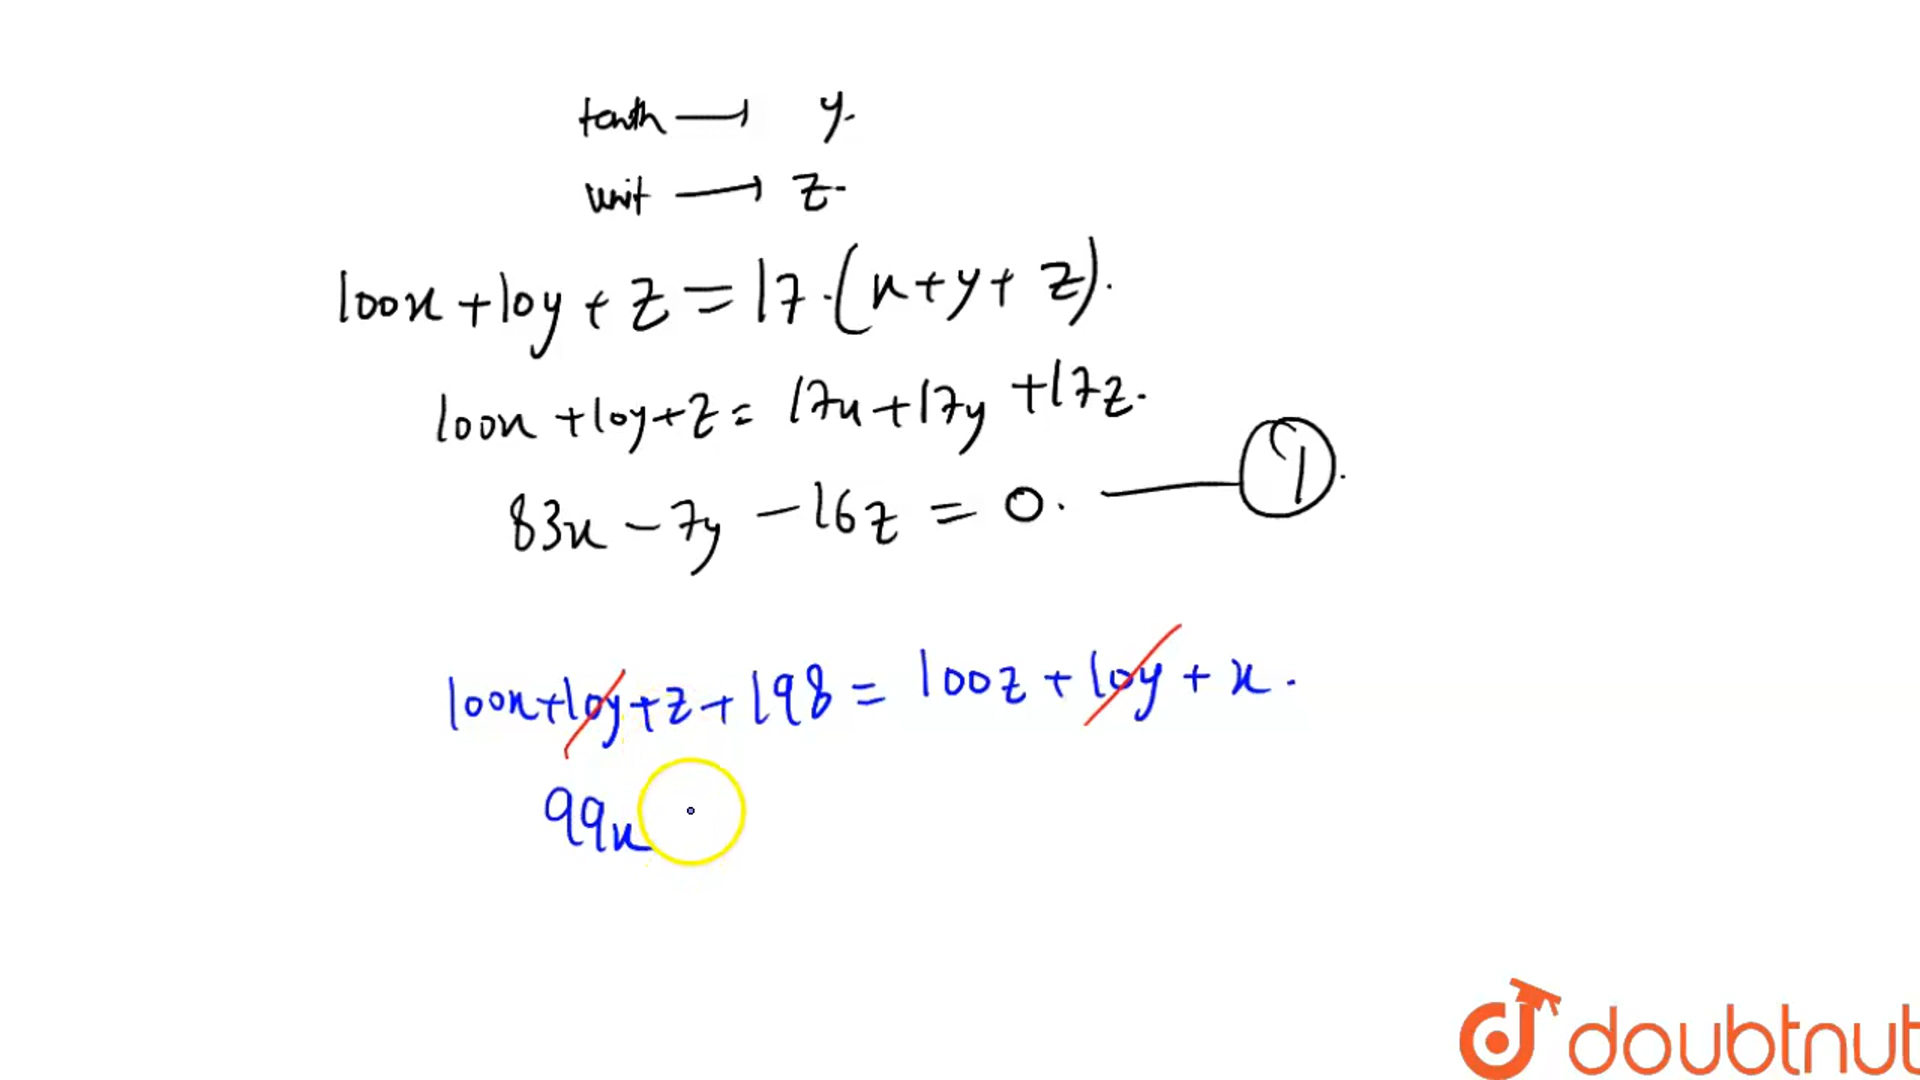 tenth → y.
unit → z.
100x + 10y + z = 17.(x + y + z).
100x + 10y + z = 17x + 17y + 17z.
83x - 7y - 16z = 0. — 1.
100x + 10y + z + 198 = 100z + 10y + x.
99x
doubtnut